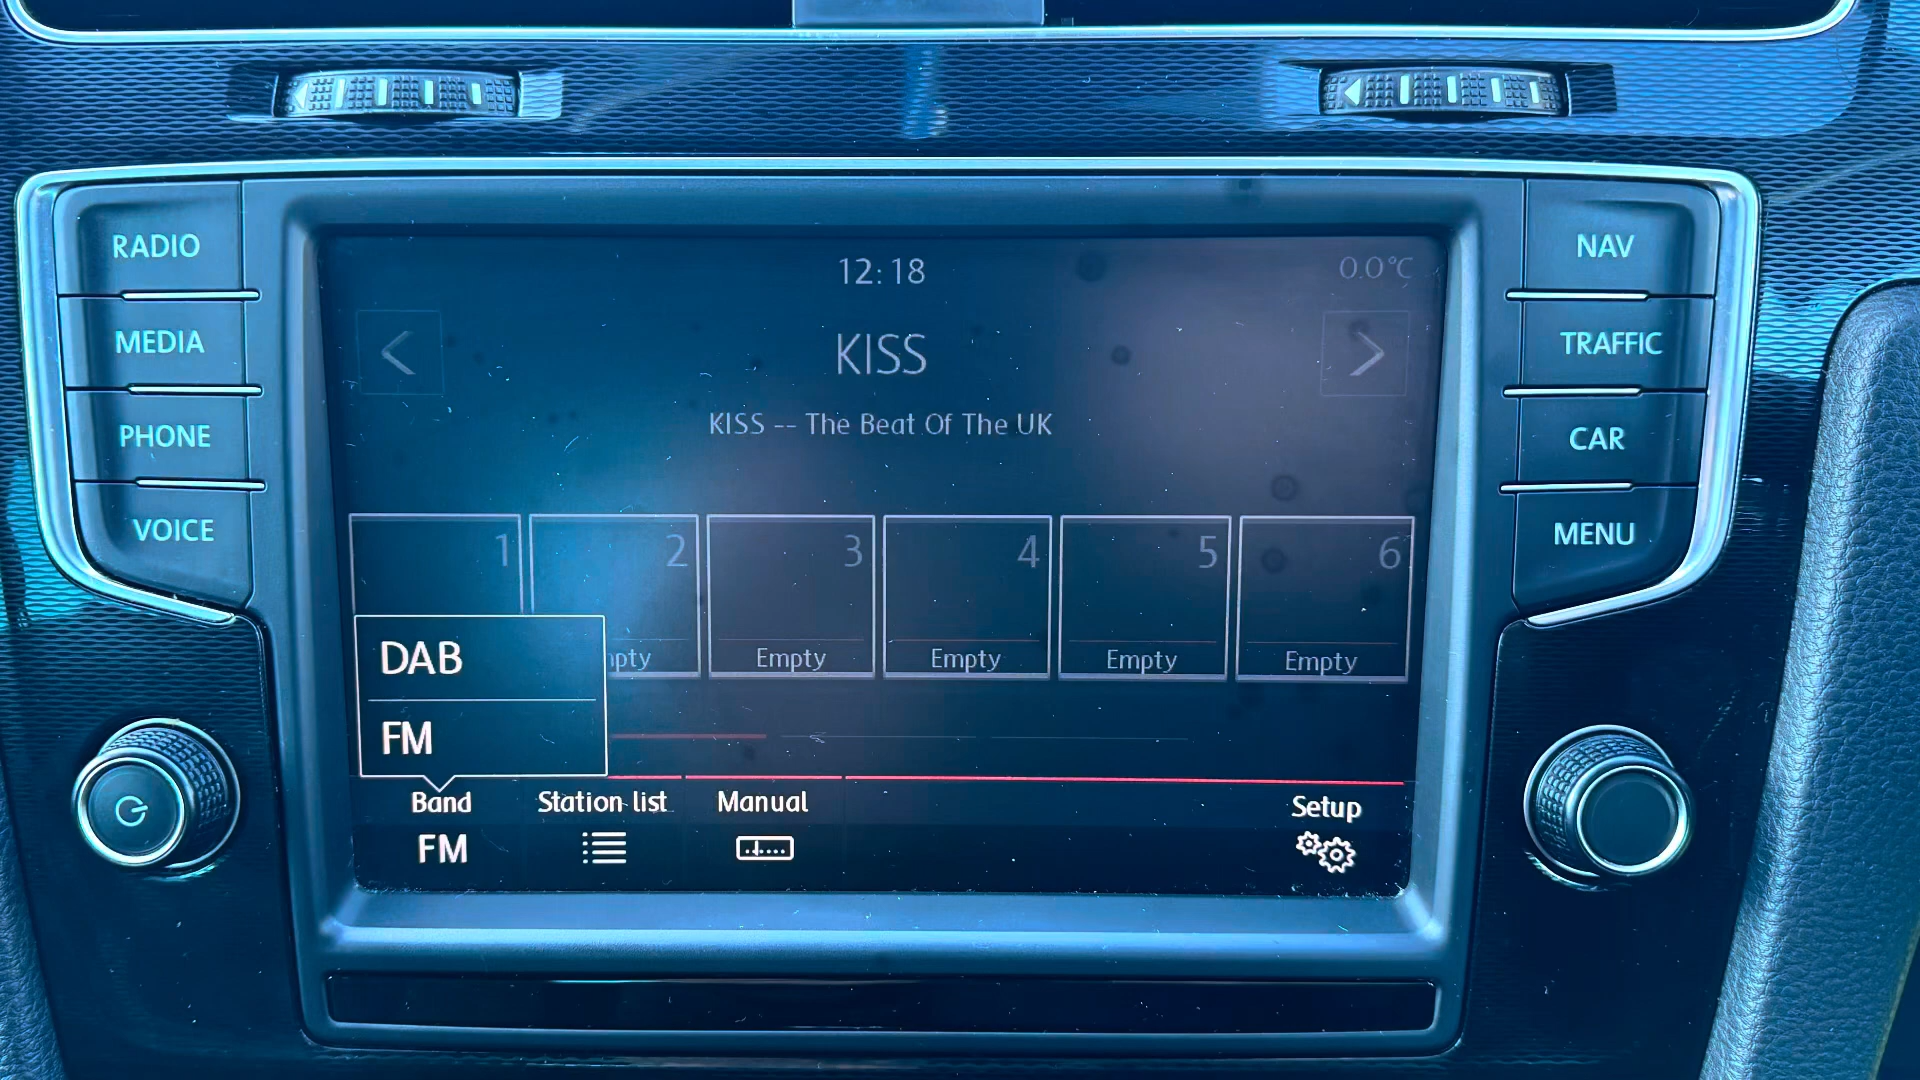 RADIO
MEDIA
PHONE
VOICE
12:18
0.0°C
KISS
KISS -- The Beat Of The UK
1
2
3
4
5
6
Empty
Empty
Empty
Empty
DAB
FM
Band
FM
Station list
Manual
Setup
NAV
TRAFFIC
CAR
MENU